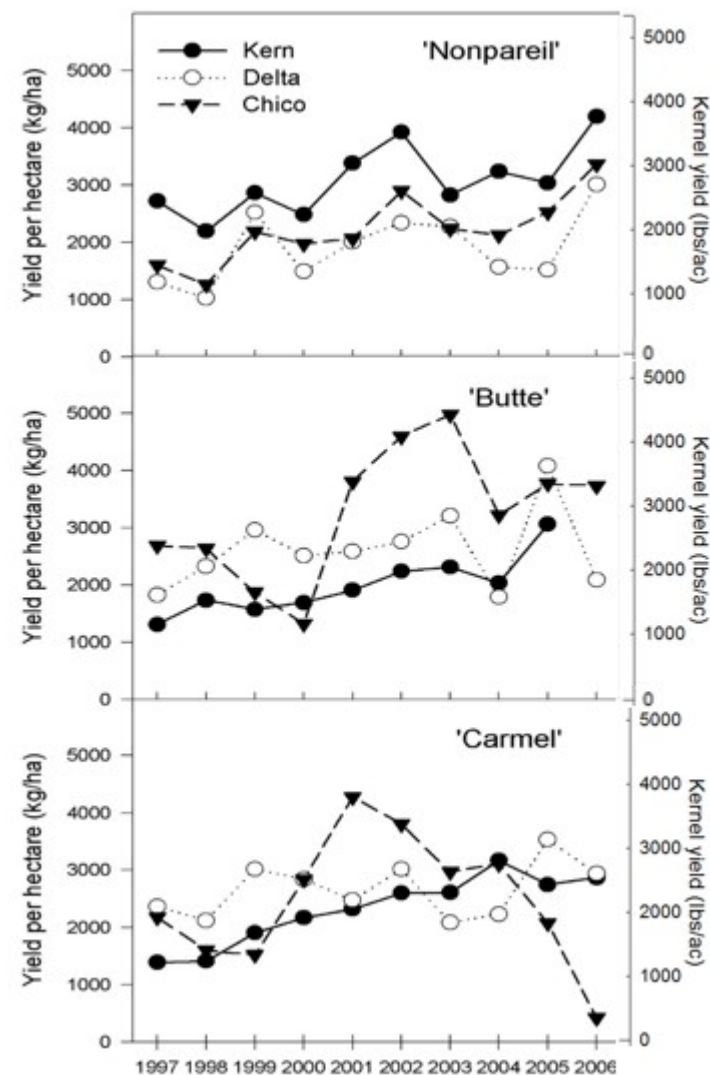 'Nonpareil'
Kern
Delta
Chico
Yield per hectare (kg/ha)
5000
4000
3000
2000
1000
0
5000
4000
3000
2000
1000
0
Kernel yield (lbs/ac)
'Butte'
Yield per hectare (kg/ha)
5000
4000
3000
2000
1000
0
5000
4000
3000
2000
1000
0
Kernel yield (lbs/ac)
'Carmel'
Yield per hectare (kg/ha)
5000
4000
3000
2000
1000
0
5000
4000
3000
2000
1000
0
Kernel yield (lbs/ac)
1997 1998 1999 2000 2001 2002 2003 2004 2005 2006